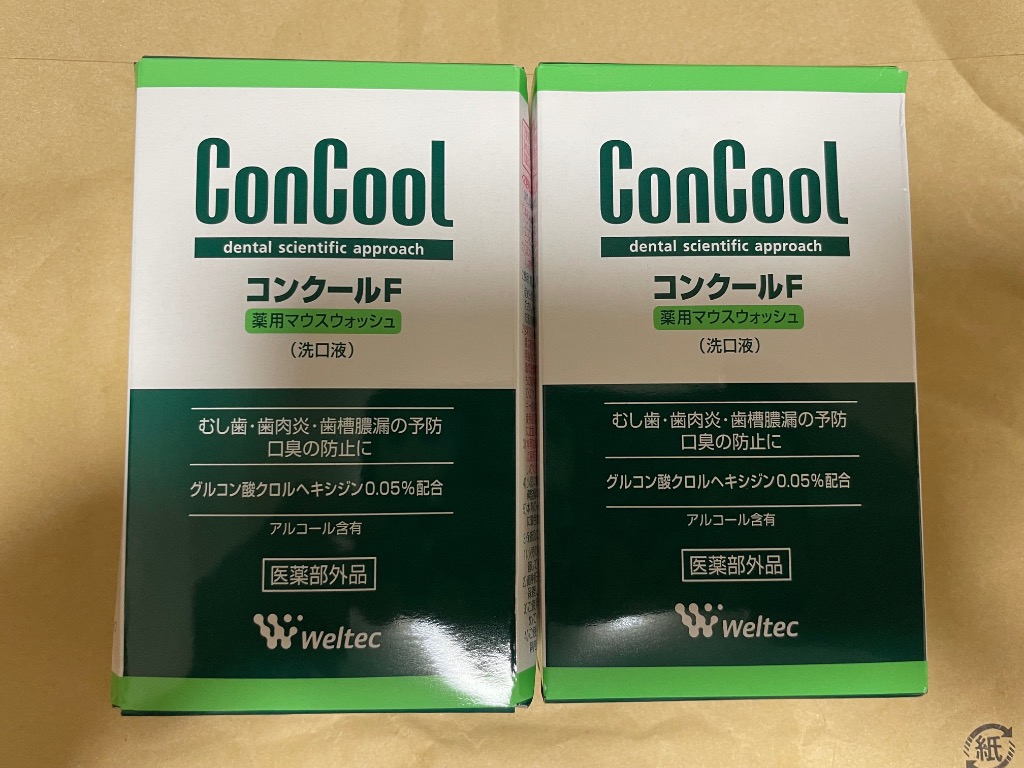 ConCool
dental scientific approach
コンクールF
薬用マウスウォッシュ
(洗口液)
むし歯・歯肉炎・歯槽膿漏の予防
口臭の防止に
グルコン酸クロルヘキシジン0.05%配合
アルコール含有
医薬部外品
weltec
ConCool
dental scientific approach
コンクールF
薬用マウスウォッシュ
(洗口液)
むし歯・歯肉炎・歯槽膿漏の予防
口臭の防止に
グルコン酸クロルヘキシジン0.05%配合
アルコール含有
医薬部外品
weltec
紙